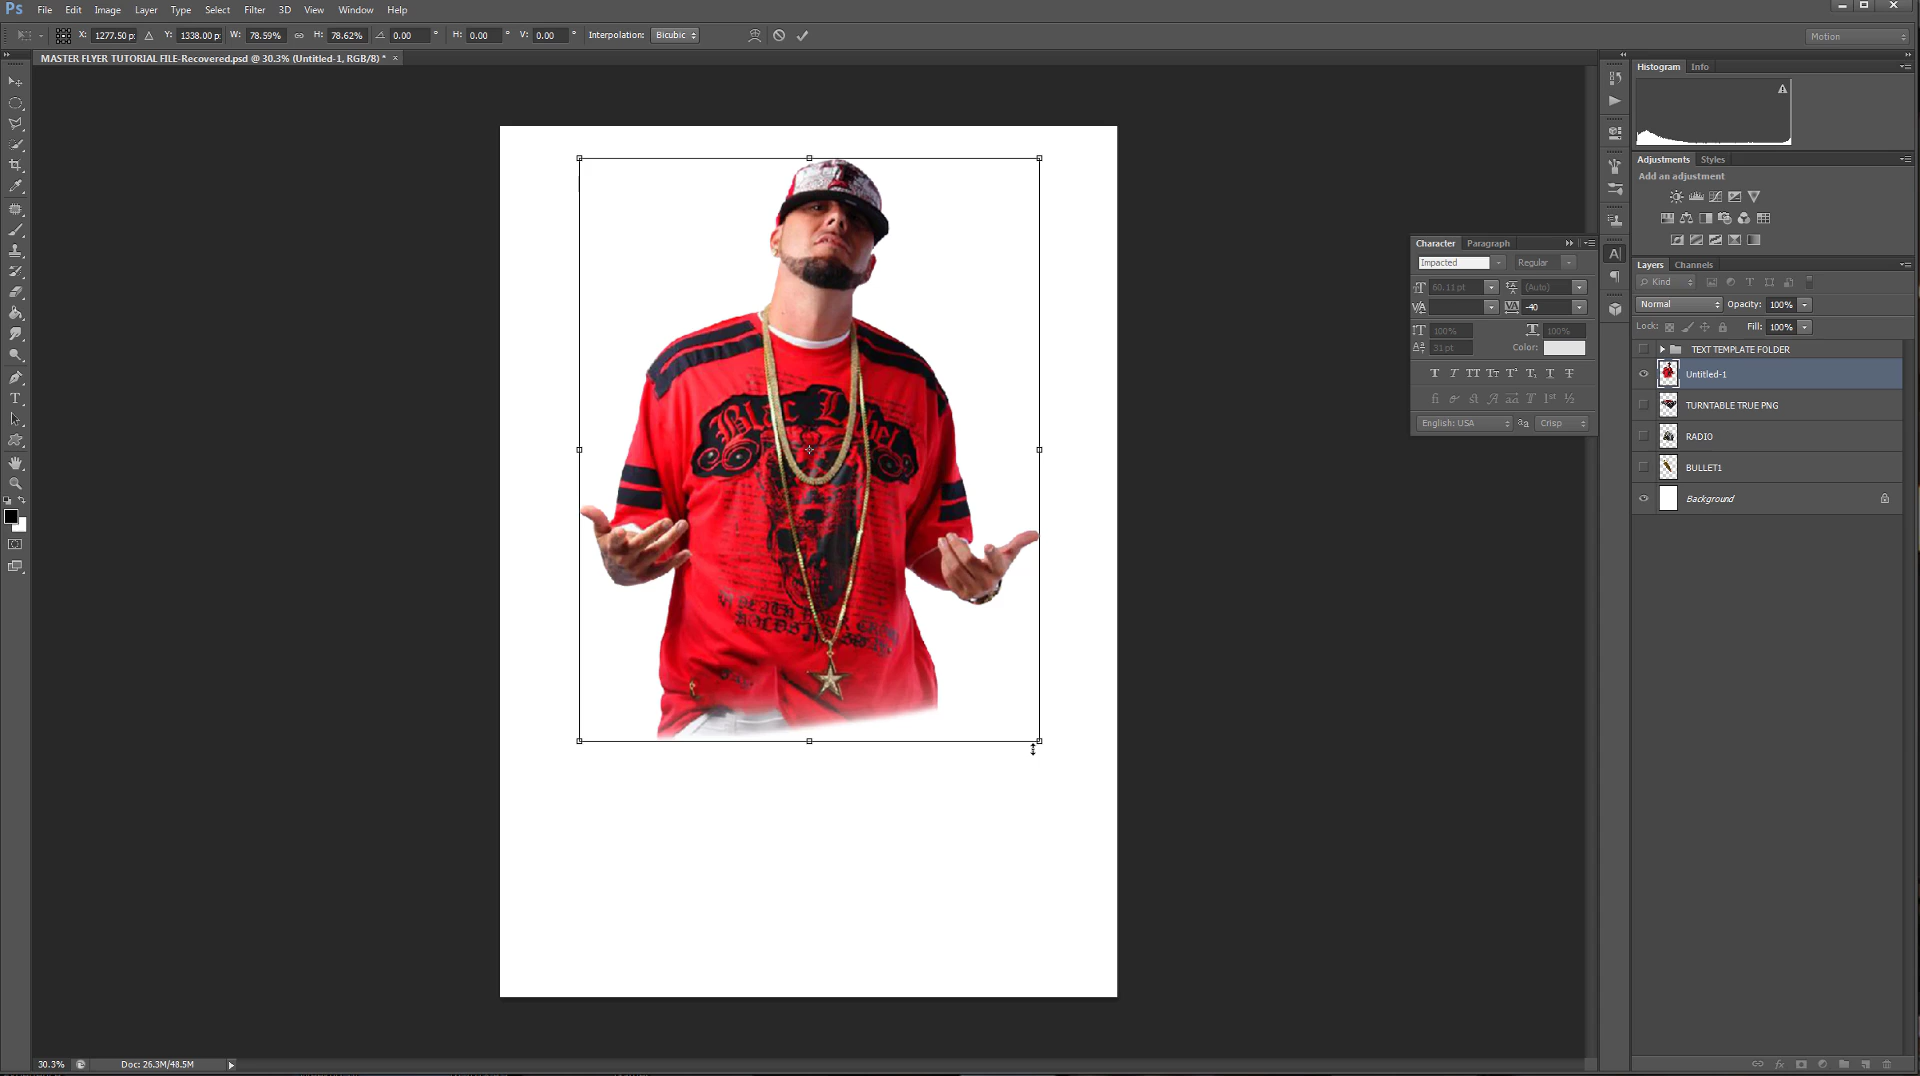 Ps File Edit Image Layer Type Select Filter 3D View Window Help
X: 1277.50 p: Y: 1338.00 p: W: 78.59% H: 78.62% 0.00 ° H: 0.00 ° V: 0.00 ° Interpolation: Bicubic Motion
MASTER FLYER TUTORIAL FILE-Recovered.psd @ 30.3% (Untitled-1, RGB/8) * ×
Histogram Info
Adjustments Styles
Add an adjustment
Character Paragraph
Impacted Regular
60.11 pt (Auto)
-40
100% 100%
31 pt Color:
English: USA aa Crisp
Layers Channels
Kind
Normal Opacity: 100%
Lock: Fill: 100%
TEXT TEMPLATE FOLDER
Untitled-1
TURNTABLE TRUE PNG
RADIO
BULLET1
Background
Blac Label
30.3% Doc: 26.3M/48.5M